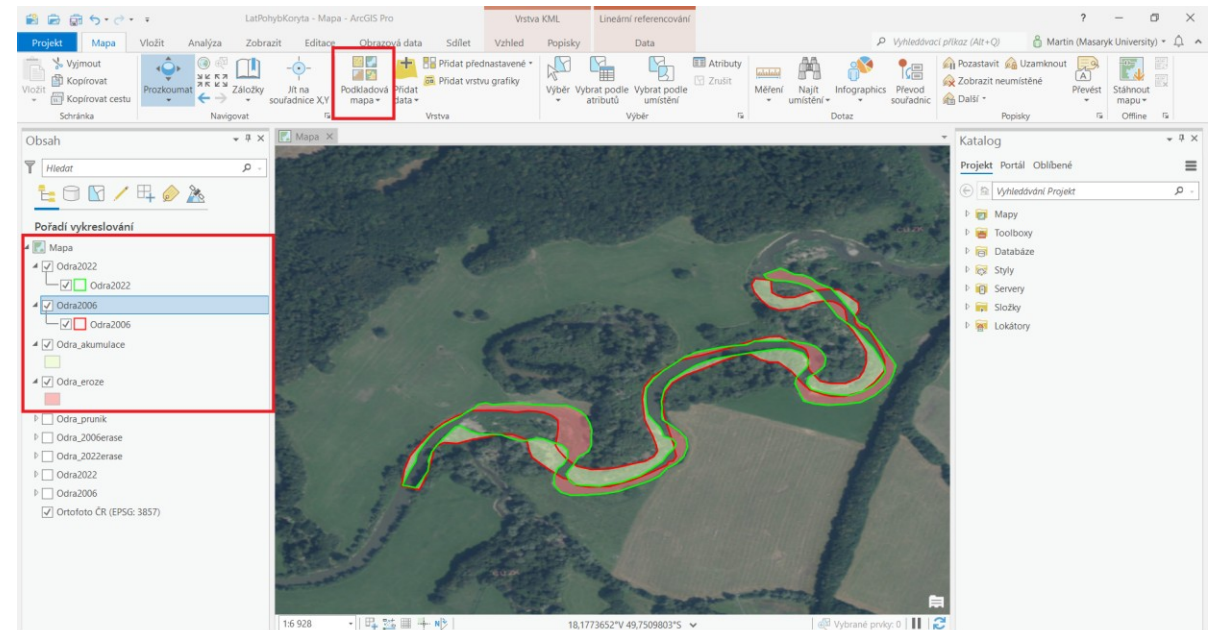 LatPohybKoryta - Mapa - ArcGIS Pro
Vrstva KML
Lineární referencování
?
Projekt Mapa Vložit Analýza Zobrazit Editace Obrazová data Sdílet Vzhled Popisky Data
Vyhledávací příkaz (Alt+Q)
Martin (Masaryk University)
Vložit
Vyjmout
Kopírovat
Kopírovat cestu
Schránka
Prozkoumat
Záložky
Jít na souřadnice X,Y
Navigovat
Podkladová mapa
Přidat data
Přidat přednastavené
Přidat vrstvu grafiky
Vrstva
Výběr
Vybrat podle atributů
Vybrat podle umístění
Atributy
Zrušit
Výběr
Měření
Najít umístění
Infographics
Převod souřadnic
Dotaz
Pozastavit
Uzamknout
Zobrazit neumístěné
Další
Převést
Popisky
Stáhnout mapu
Offline
Obsah
Hledat
Pořadí vykreslování
Mapa
Odra2022
Odra2022
Odra2006
Odra2006
Odra_akumulace
Odra_eroze
Odra_prunik
Odra_2006erase
Odra_2022erase
Odra2022
Odra2006
Ortofoto ČR (EPSG: 3857)
Mapa
1:6 928
18,1773652°V 49,7509803°S
Vybrané prvky: 0
Katalog
Projekt Portál Oblíbené
Vyhledávání Projekt
Mapy
Toolboxy
Databáze
Styly
Servery
Složky
Lokátory